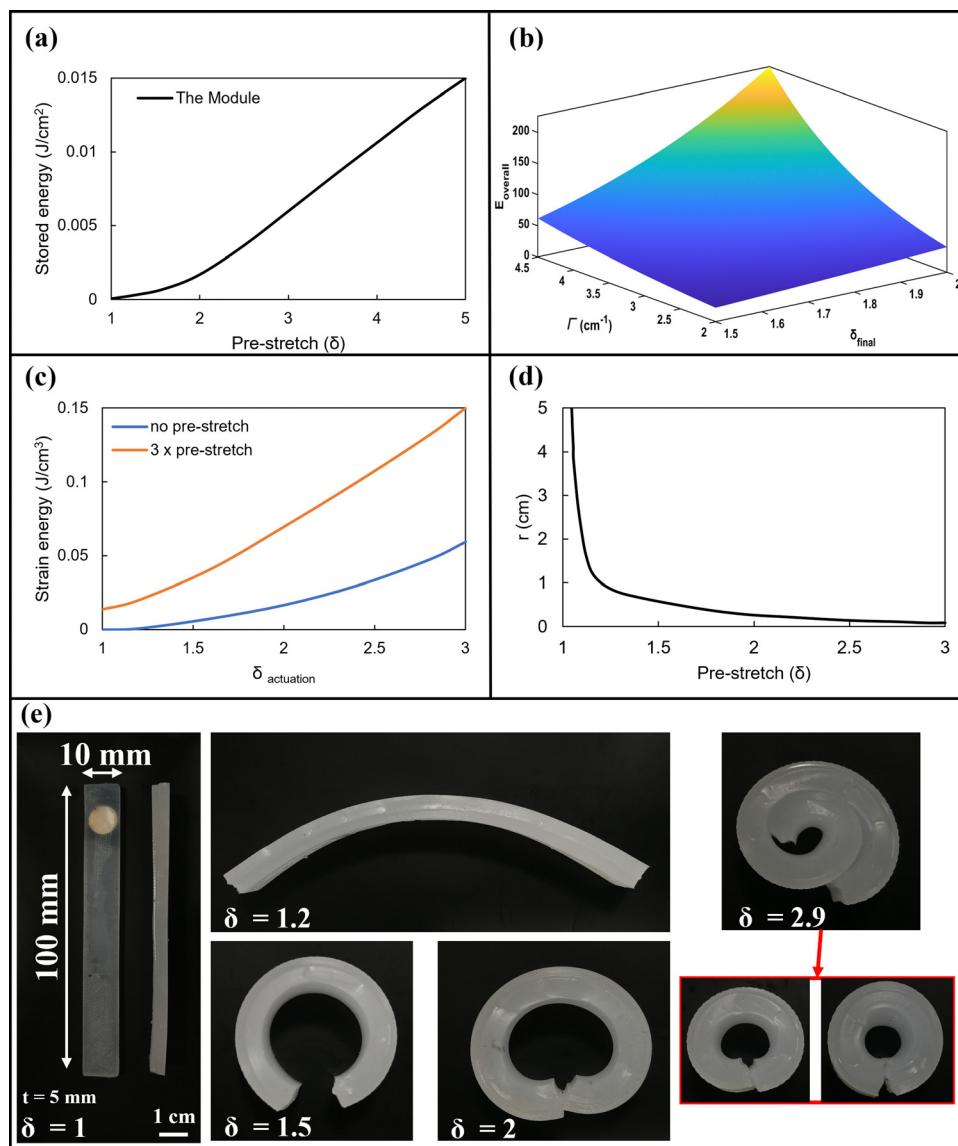 (a)
0.015
0.01
0.005
0
Stored energy (J/cm²)
The Module
1 2 3 4 5
Pre-stretch (δ)
(b)
200
150
100
50
0
E overall
4.5
4
3.5
3
2.5
2
Γ (cm⁻¹)
1.5
1.6
1.7
1.8
1.9
δ final
(c)
0.15
0.1
0.05
0
Strain energy (J/cm³)
no pre-stretch
3 x pre-stretch
1 1.5 2 2.5 3
δ actuation
(d)
5
4
3
2
1
0
r (cm)
1 1.5 2 2.5 3
Pre-stretch (δ)
(e)
10 mm
100 mm
t = 5 mm
δ = 1
1 cm
δ = 1.2
δ = 2.9
δ = 1.5
δ = 2